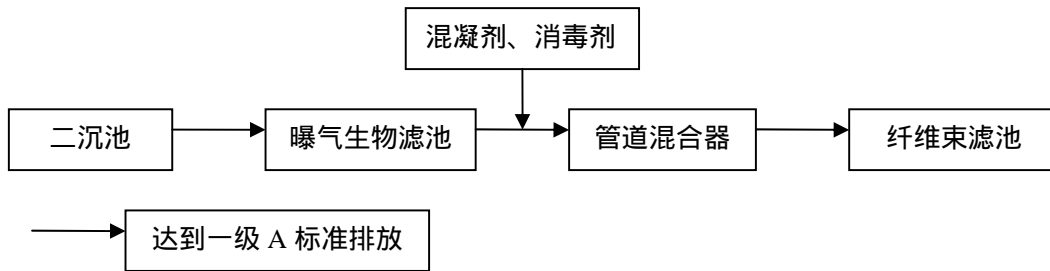 混凝剂、消毒剂
二沉池
曝气生物滤池
管道混合器
纤维束滤池
达到一级 A 标准排放